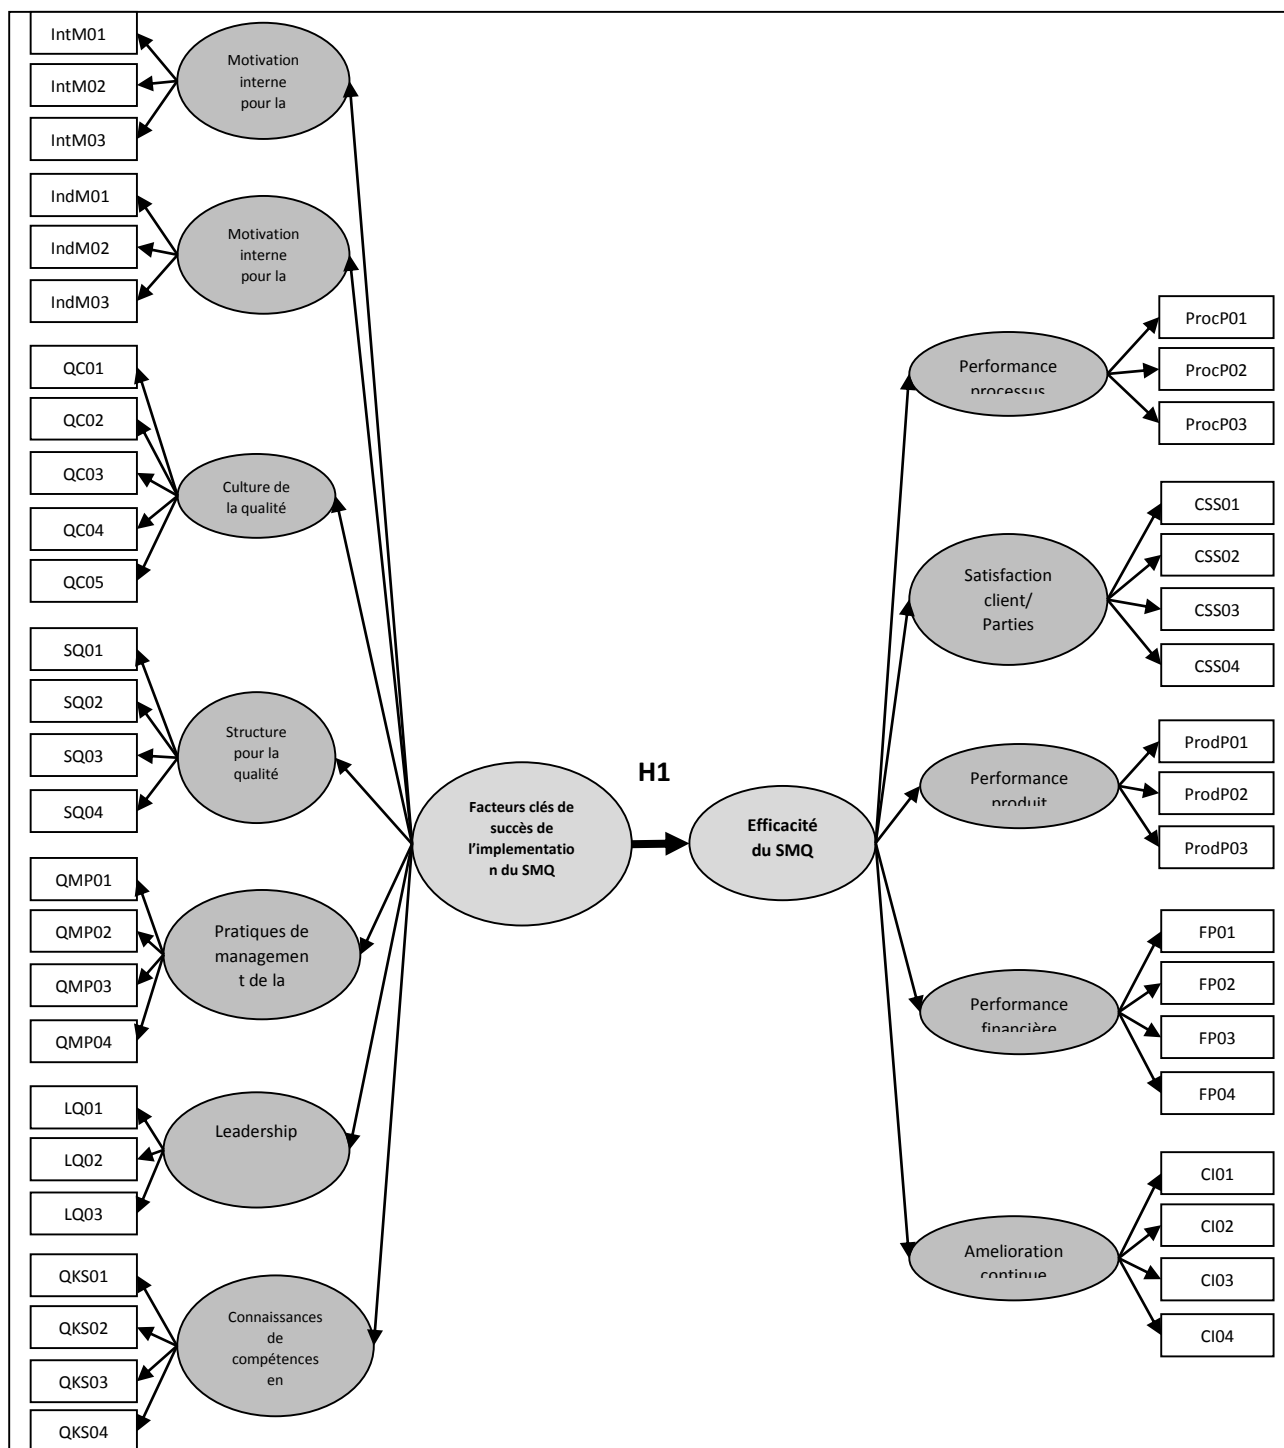 IntM01
IntM02
IntM03
Motivation
interne
pour la
IndM01
IndM02
IndM03
Motivation
interne
pour la
QC01
QC02
QC03
QC04
QC05
Culture de
la qualité
SQ01
SQ02
SQ03
SQ04
Structure
pour la
qualité
QMP01
QMP02
QMP03
QMP04
Pratiques de
managemen
t de la
LQ01
LQ02
LQ03
Leadership
QKS01
QKS02
QKS03
QKS04
Connaissances
de
compétences
en
Facteurs clés de
succès de
l’implementatio
n du SMQ
H1
Efficacité
du SMQ
Performance
processus
ProcP01
ProcP02
ProcP03
Satisfaction
client/
Parties
CSS01
CSS02
CSS03
CSS04
Performance
produit
ProdP01
ProdP02
ProdP03
Performance
financière
FP01
FP02
FP03
FP04
Amelioration
continue
CI01
CI02
CI03
CI04